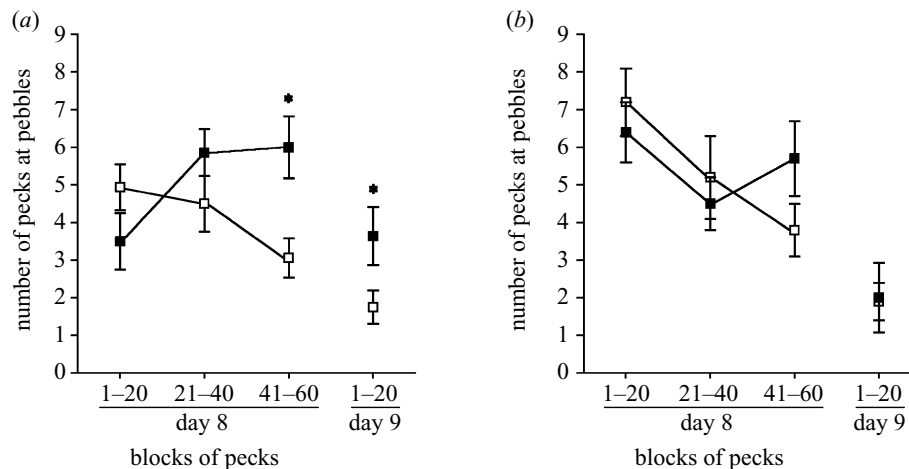 (a)
9
8
7
6
5
4
3
2
1
0
number of pecks at pebbles
*
*
1–20 21–40 41–60 1–20
day 8 day 9
blocks of pecks
(b)
9
8
7
6
5
4
3
2
1
0
number of pecks at pebbles
1–20 21–40 41–60 1–20
day 8 day 9
blocks of pecks